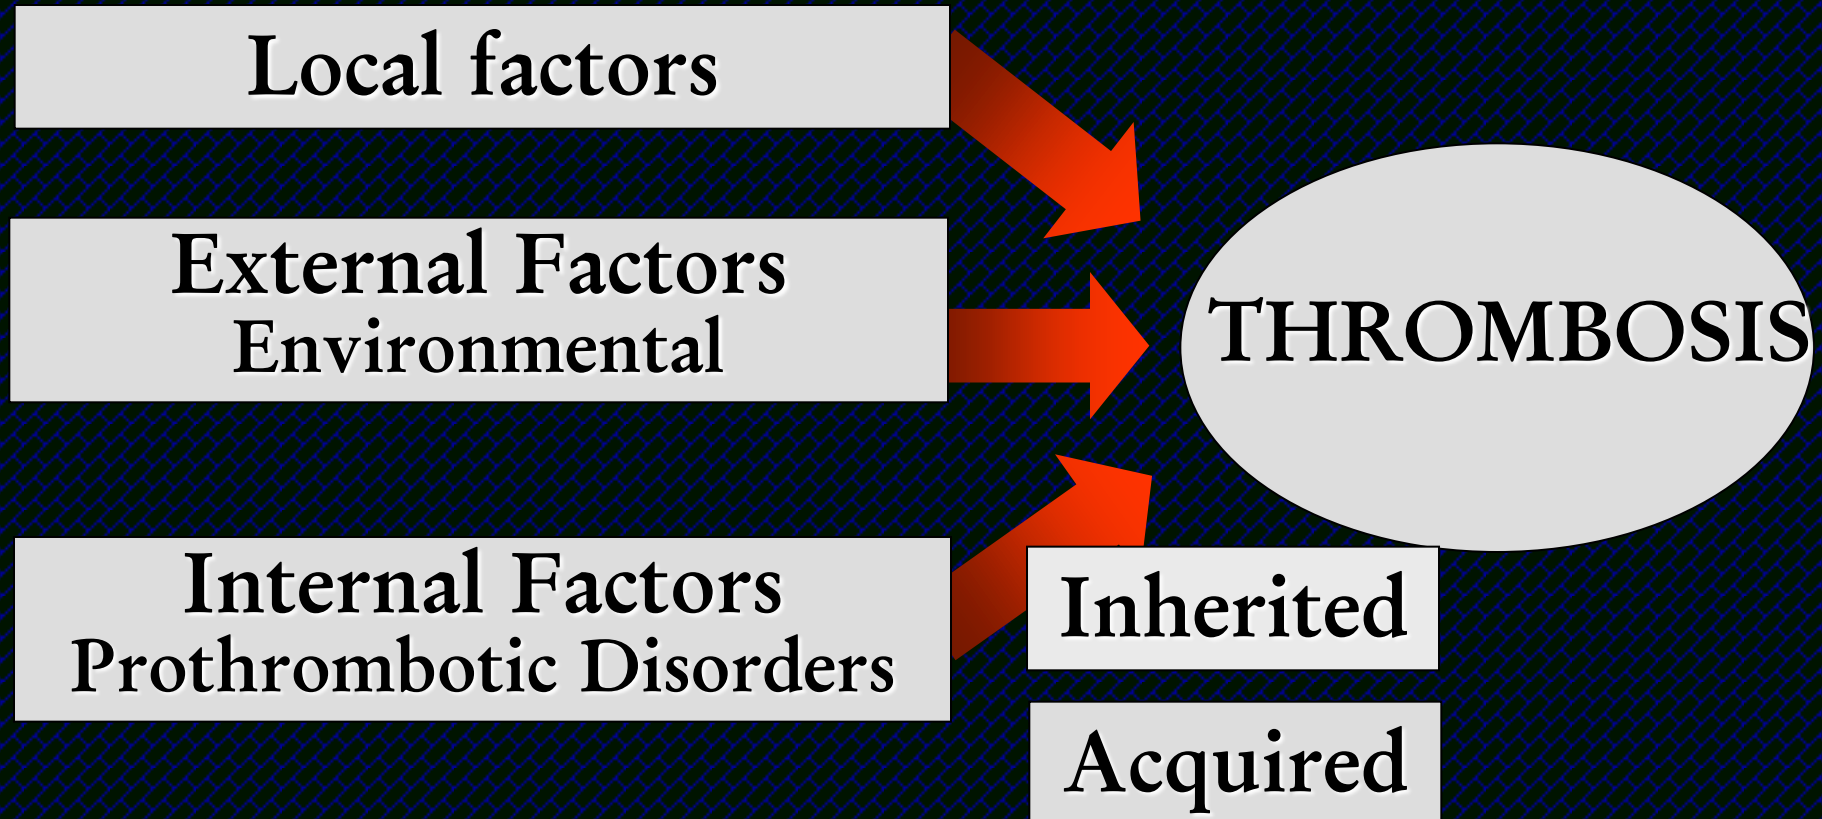 Local factors
External Factors
Environmental
THROMBOSIS
Internal Factors
Prothrombotic Disorders
Inherited
Acquired